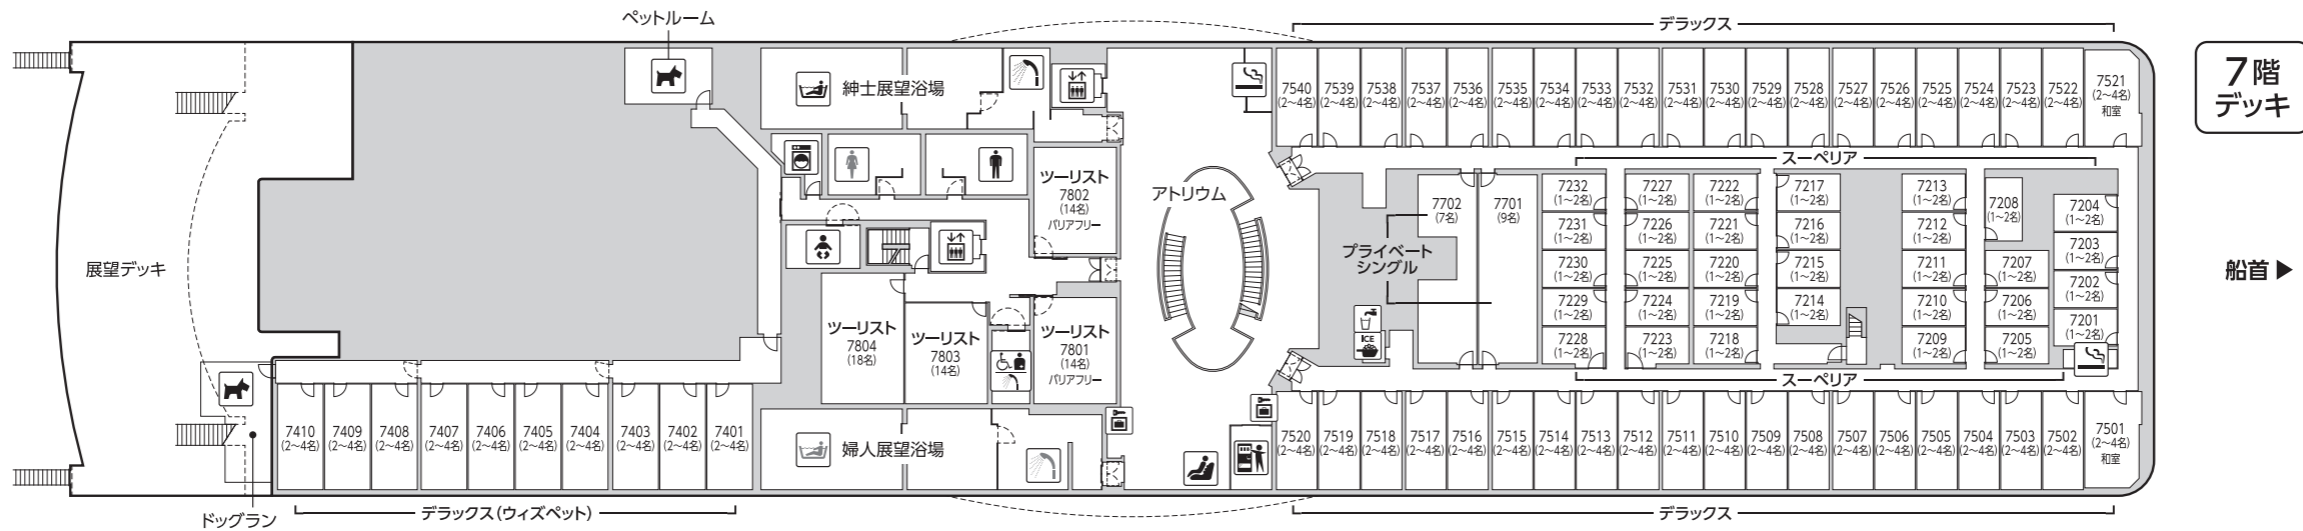 ペットルーム
デラックス
7階
デッキ
船首▶
紳士展望浴場
7540
(2~4名)
7539
(2~4名)
7538
(2~4名)
7537
(2~4名)
7536
(2~4名)
7535
(2~4名)
7534
(2~4名)
7533
(2~4名)
7532
(2~4名)
7531
(2~4名)
7530
(2~4名)
7529
(2~4名)
7528
(2~4名)
7527
(2~4名)
7526
(2~4名)
7525
(2~4名)
7524
(2~4名)
7523
(2~4名)
7522
(2~4名)
7521
(2~4名)
和室
スーペリア
ツーリスト
7802
(14名)
バリアフリー
アトリウム
7702
(7名)
7701
(9名)
プライベート
シングル
7232
(1~2名)
7231
(1~2名)
7230
(1~2名)
7229
(1~2名)
7228
(1~2名)
7227
(1~2名)
7226
(1~2名)
7225
(1~2名)
7224
(1~2名)
7223
(1~2名)
7222
(1~2名)
7221
(1~2名)
7220
(1~2名)
7219
(1~2名)
7218
(1~2名)
7217
(1~2名)
7216
(1~2名)
7215
(1~2名)
7214
(1~2名)
7213
(1~2名)
7212
(1~2名)
7211
(1~2名)
7210
(1~2名)
7209
(1~2名)
7208
(1~2名)
7207
(1~2名)
7206
(1~2名)
7205
(1~2名)
7204
(1~2名)
7203
(1~2名)
7202
(1~2名)
7201
(1~2名)
ICE
展望デッキ
ツーリスト
7804
(18名)
ツーリスト
7803
(14名)
ツーリスト
7801
(14名)
バリアフリー
スーペリア
7410
(2~4名)
7409
(2~4名)
7408
(2~4名)
7407
(2~4名)
7406
(2~4名)
7405
(2~4名)
7404
(2~4名)
7403
(2~4名)
7402
(2~4名)
7401
(2~4名)
婦人展望浴場
7520
(2~4名)
7519
(2~4名)
7518
(2~4名)
7517
(2~4名)
7516
(2~4名)
7515
(2~4名)
7514
(2~4名)
7513
(2~4名)
7512
(2~4名)
7511
(2~4名)
7510
(2~4名)
7509
(2~4名)
7508
(2~4名)
7507
(2~4名)
7506
(2~4名)
7505
(2~4名)
7504
(2~4名)
7503
(2~4名)
7502
(2~4名)
7501
(2~4名)
和室
ドッグラン
デラックス(ウィズペット)
デラックス